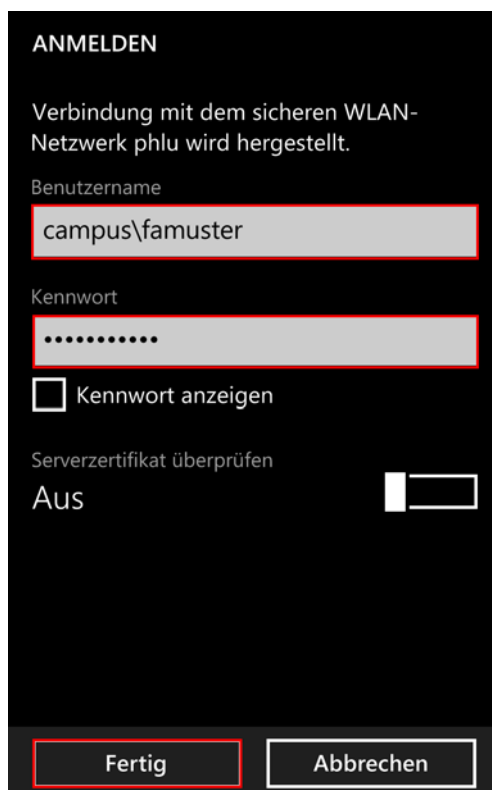 ANMELDEN
Verbindung mit dem sicheren WLAN-
Netzwerk phlu wird hergestellt.
Benutzername
campus\famuster
Kennwort
•••••••••••
Kennwort anzeigen
Serverzertifikat überprüfen
Aus
Fertig Abbrechen